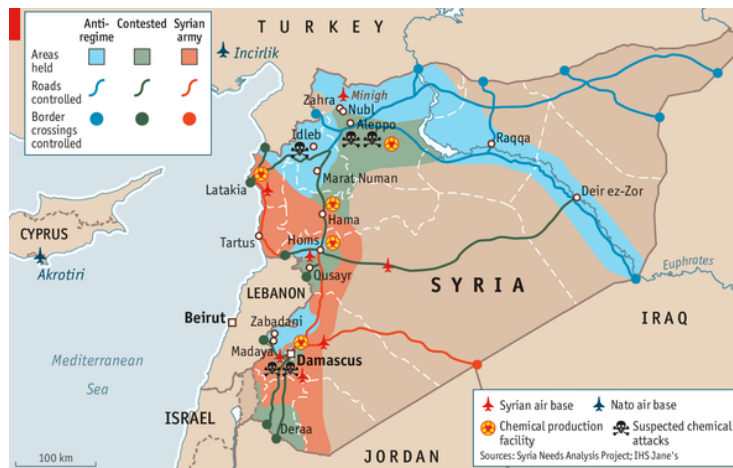 Anti-
regime
Contested
Syrian
army
Areas
held
Roads
controlled
Border
crossings
controlled
TURKEY
Incirlik
Minigh
Zahra
Nubl
Aleppo
Idleb
Raqqa
Marat Numan
Latakia
Deir ez-Zor
Hama
CYPRUS
Tartus
Homs
Akrotiri
Qusayr
SYRIA
Euphrates
LEBANON
IRAQ
Beirut
Zabadani
Madaya
Damascus
Mediterranean
Sea
ISRAEL
Deraa
JORDAN
100 km
Syrian air base
Nato air base
Chemical production
facility
Suspected chemical
attacks
Sources: Syria Needs Analysis Project; IHS Jane's